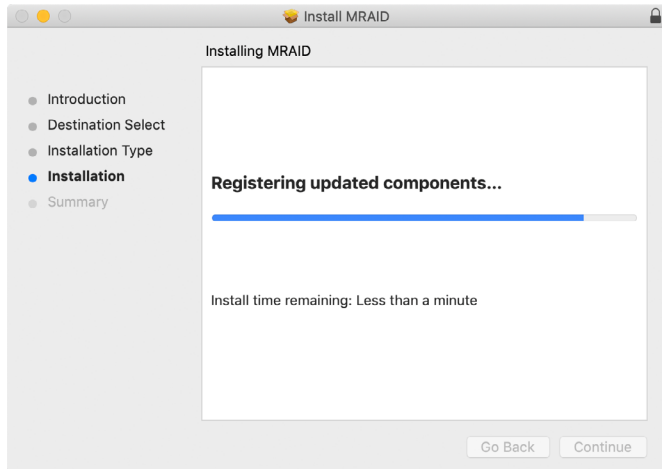 Install MRAID
Installing MRAID
Introduction
Destination Select
Installation Type
Installation
Summary
Registering updated components...
Install time remaining: Less than a minute
Go Back
Continue